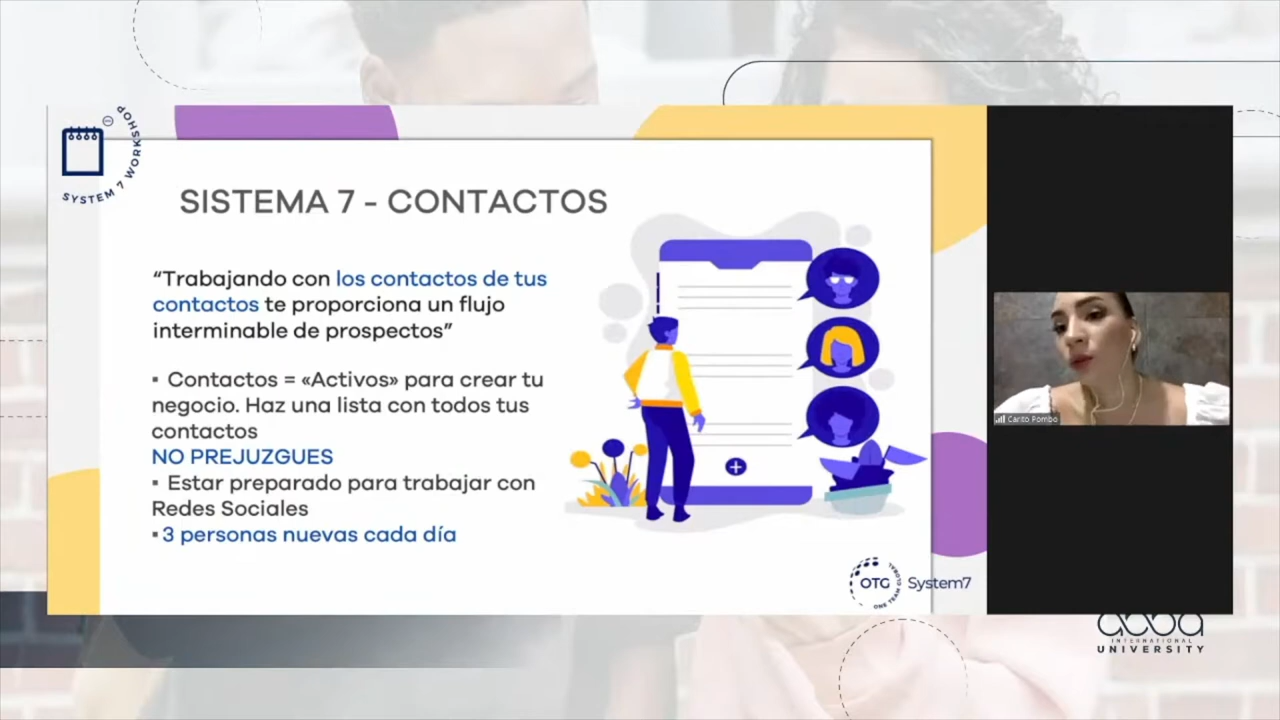 SYSTEM 7 WORKSHOP
SISTEMA 7 - CONTACTOS
“Trabajando con los contactos de tus
contactos te proporciona un flujo
interminable de prospectos”
▪ Contactos = «Activos» para crear tu
negocio. Haz una lista con todos tus
contactos
NO PREJUZGUES
▪ Estar preparado para trabajar con
Redes Sociales
▪ 3 personas nuevas cada día
OTG
ONE TEAM GLOBAL
System7
Carito Pombo
INTERNATIONAL
UNIVERSITY